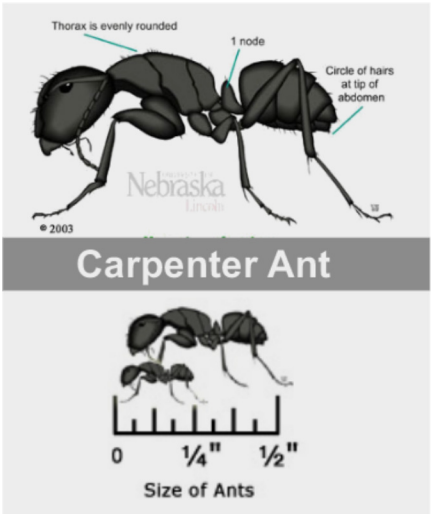 Thorax is evenly rounded
1 node
Circle of hairs
at tip of
abdomen
Nebraska
Lincoln
© 2003
Carpenter Ant
0 1/4" 1/2"
Size of Ants